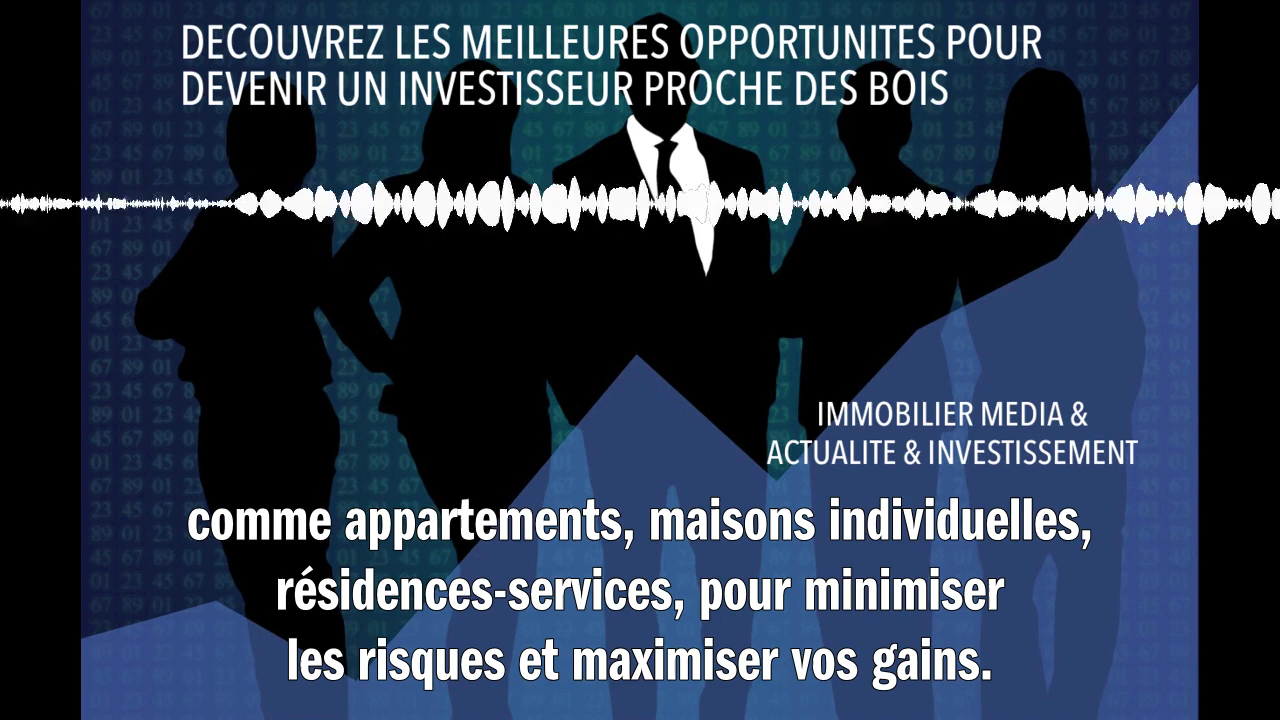 DECOUVREZ LES MEILLEURES OPPORTUNITES POUR
DEVENIR UN INVESTISSEUR PROCHE DES BOIS
IMMOBILIER MEDIA &
ACTUALITE & INVESTISSEMENT
comme appartements, maisons individuelles,
résidences-services, pour minimiser
les risques et maximiser vos gains.